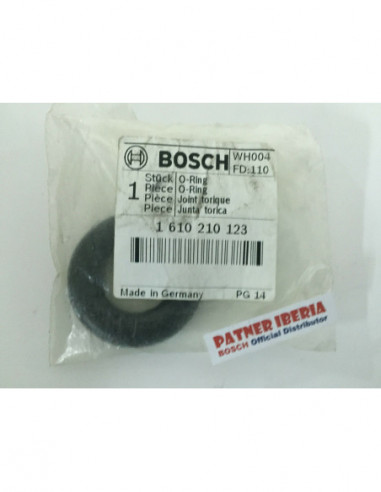 BOSCH
WH004
FD:110
1
Stück O-Ring
Piece O-Ring
Pièce Joint torique
Pieza Junta torica
1 610 210 123
Made in Germany PG 14
PATNER IBERIA
BOSCH Official Distributor